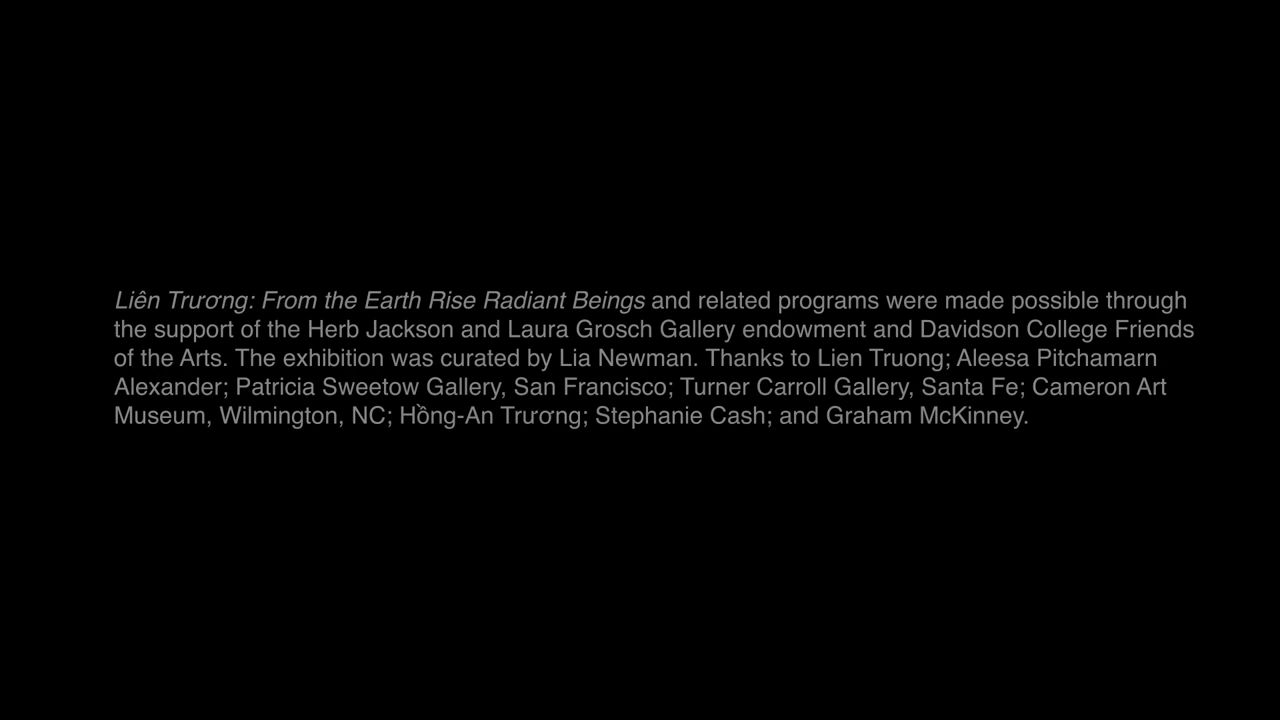 Liên Trương: From the Earth Rise Radiant Beings and related programs were made possible through
the support of the Herb Jackson and Laura Grosch Gallery endowment and Davidson College Friends
of the Arts. The exhibition was curated by Lia Newman. Thanks to Lien Truong; Aleesa Pitchamarn
Alexander; Patricia Sweetow Gallery, San Francisco; Turner Carroll Gallery, Santa Fe; Cameron Art
Museum, Wilmington, NC; Hồng-An Trương; Stephanie Cash; and Graham McKinney.